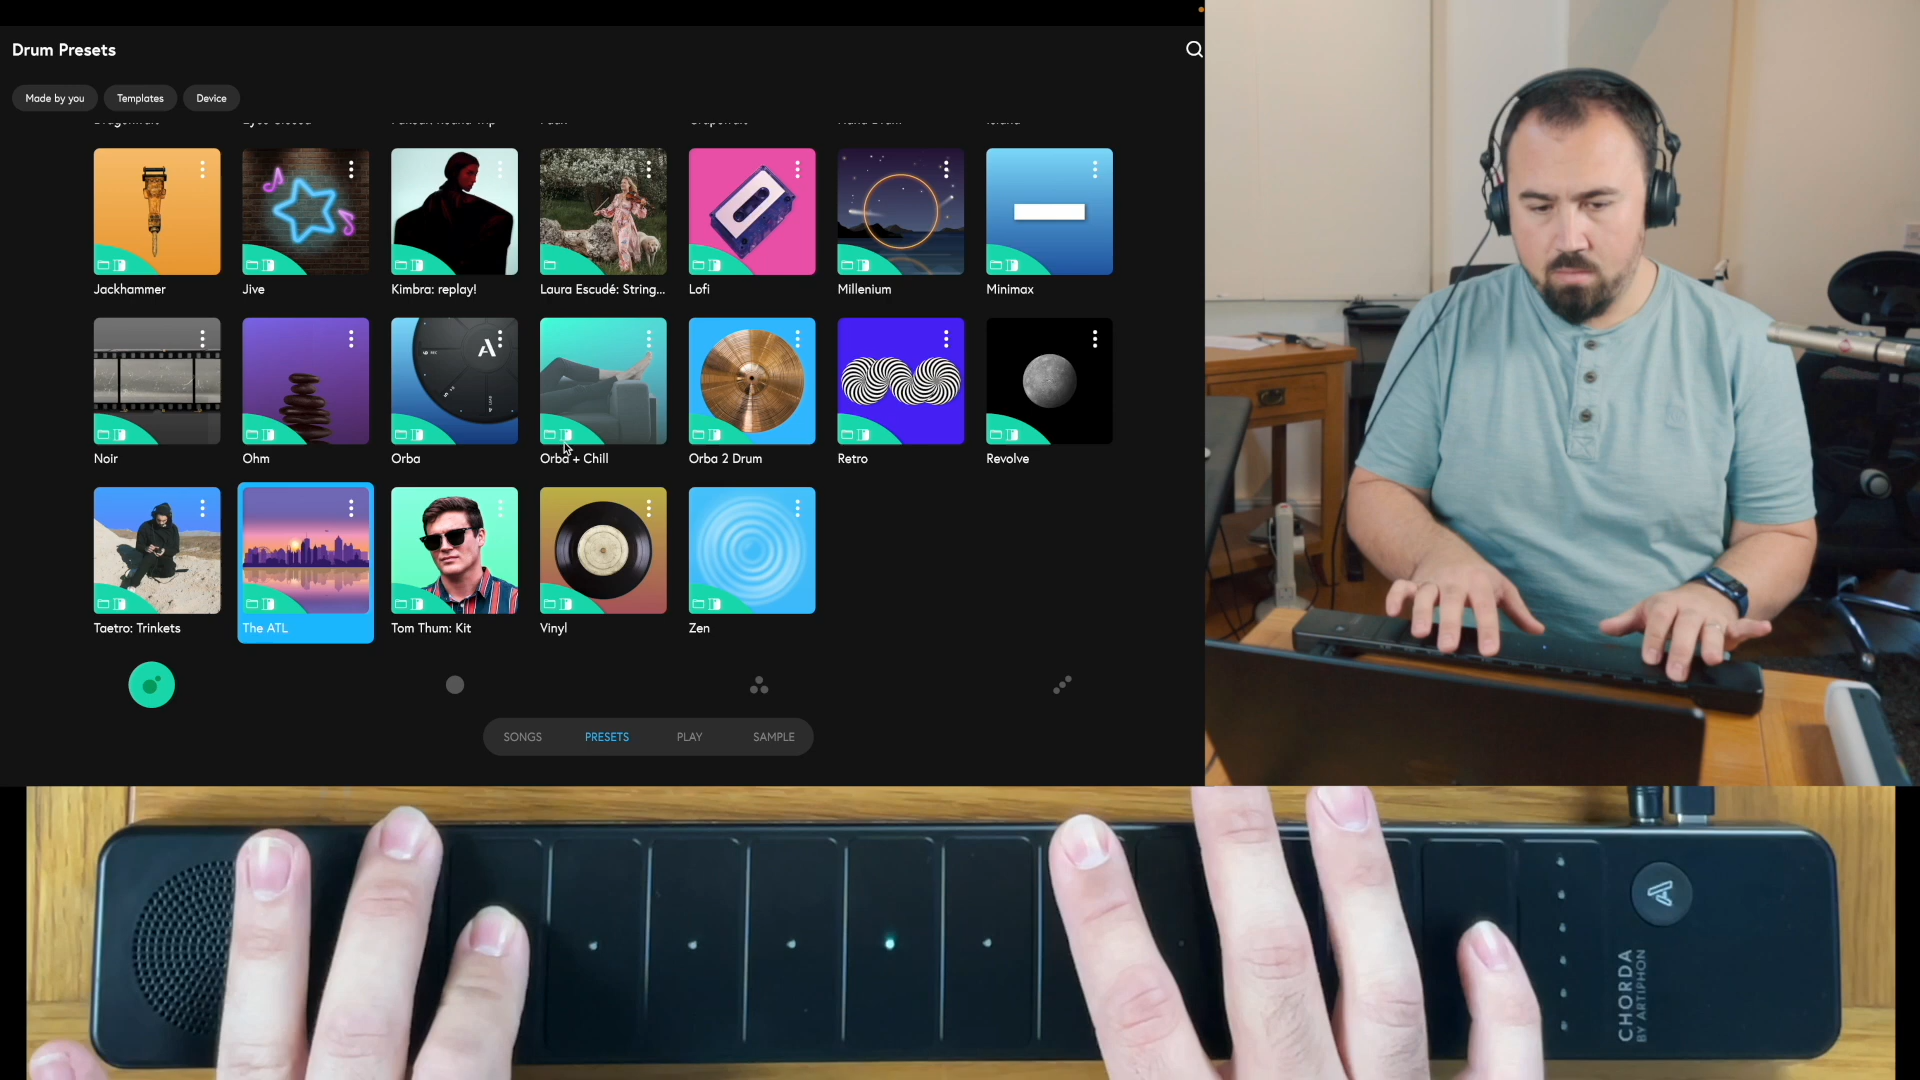 Drum Presets
Made by you
Templates
Device
Jackhammer
Jive
Kimbra: replay!
Laura Escudé: String...
Lofi
Millenium
Minimax
Noir
Ohm
Orba
Orba + Chill
Orba 2 Drum
Retro
Revolve
Taetro: Trinkets
The ATL
Tom Thum: Kit
Vinyl
Zen
SONGS
PRESETS
PLAY
SAMPLE
CHORDA
BY ARTIPHON